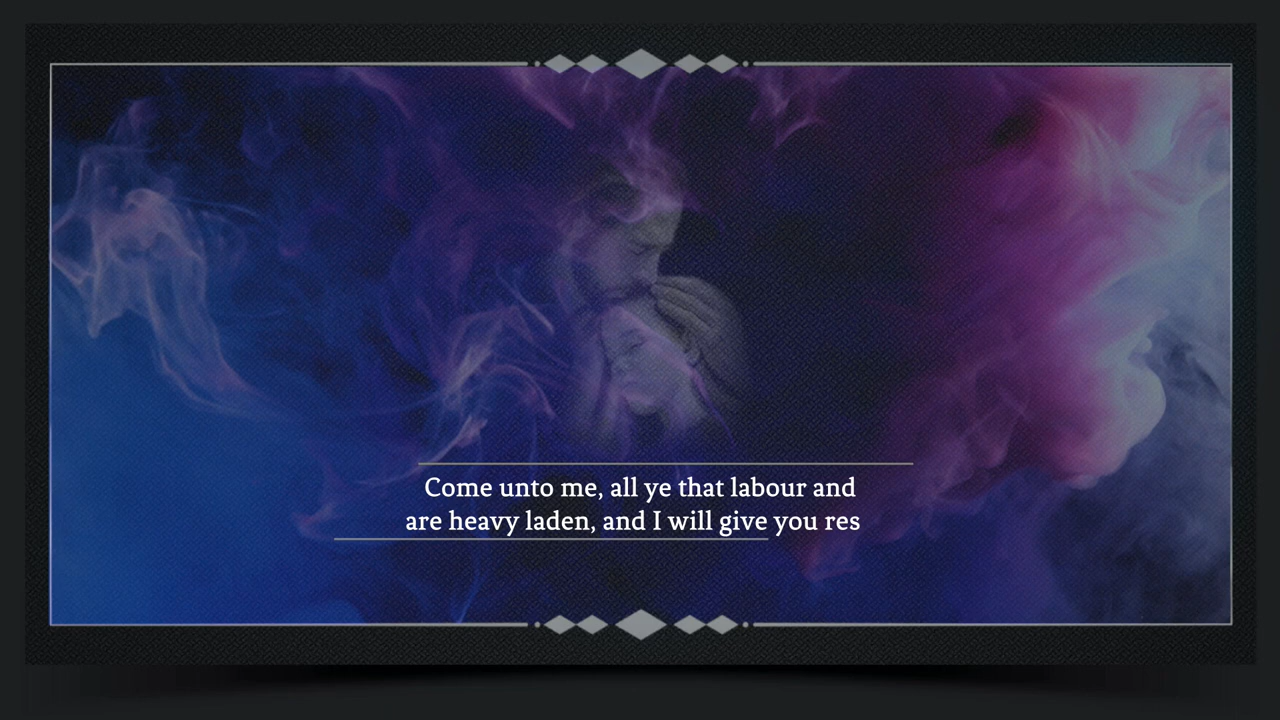 Come unto me, all ye that labour and
are heavy laden, and I will give you res